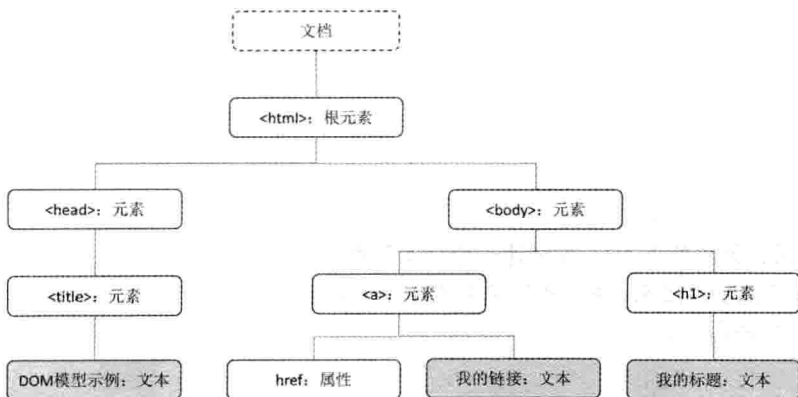 文档
<html>：根元素
<head>：元素
<body>：元素
<title>：元素
<a>：元素
<h1>：元素
DOM模型示例：文本
href：属性
我的链接：文本
我的标题：文本